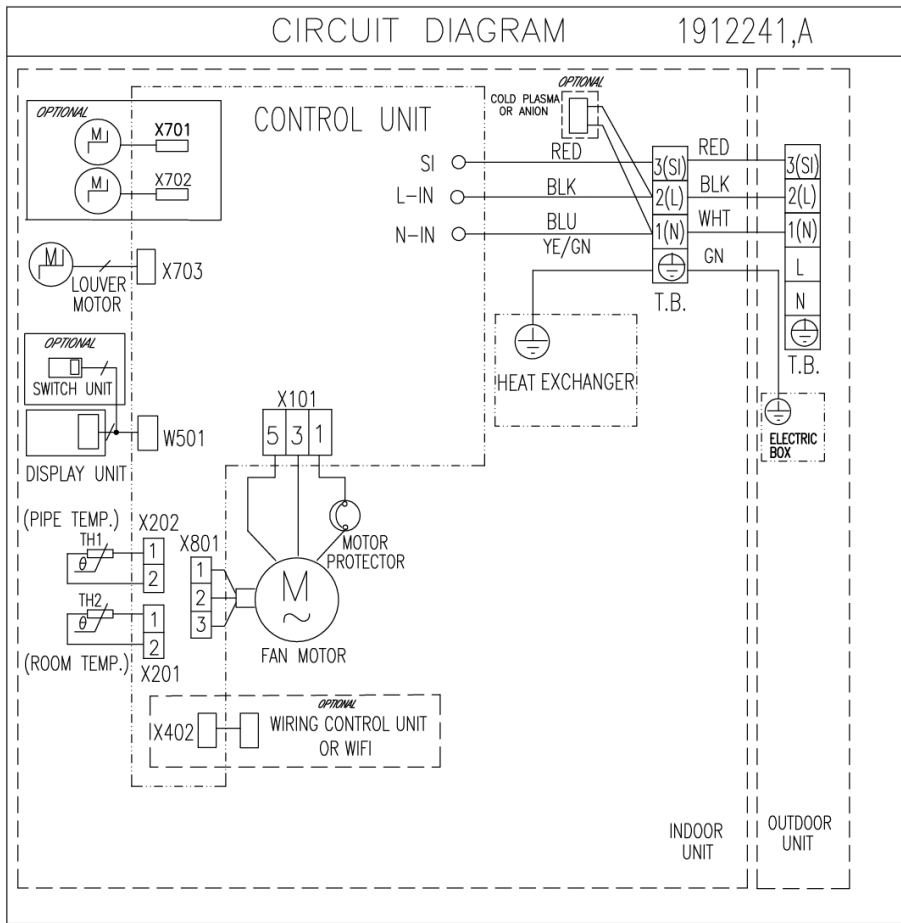 CIRCUIT DIAGRAM 1912241,A
OPTIONAL
M
X701
M
X702
CONTROL UNIT
OPTIONAL
COLD PLASMA
OR ANION
SI
RED
3(SI)
RED
3(SI)
L-IN
BLK
2(L)
BLK
2(L)
N-IN
BLU
1(N)
WHT
1(N)
YE/GN
GN
L
N
T.B.
T.B.
M
LOUVER
MOTOR
X703
OPTIONAL
SWITCH UNIT
HEAT EXCHANGER
X101
5 3 1
W501
DISPLAY UNIT
ELECTRIC
BOX
(PIPE TEMP.)
TH1
θ
X202
1
2
X801
1
2
3
MOTOR
PROTECTOR
M
~
FAN MOTOR
TH2
θ
1
2
(ROOM TEMP.)
X201
OPTIONAL
X402
WIRING CONTROL UNIT
OR WIFI
INDOOR
UNIT
OUTDOOR
UNIT